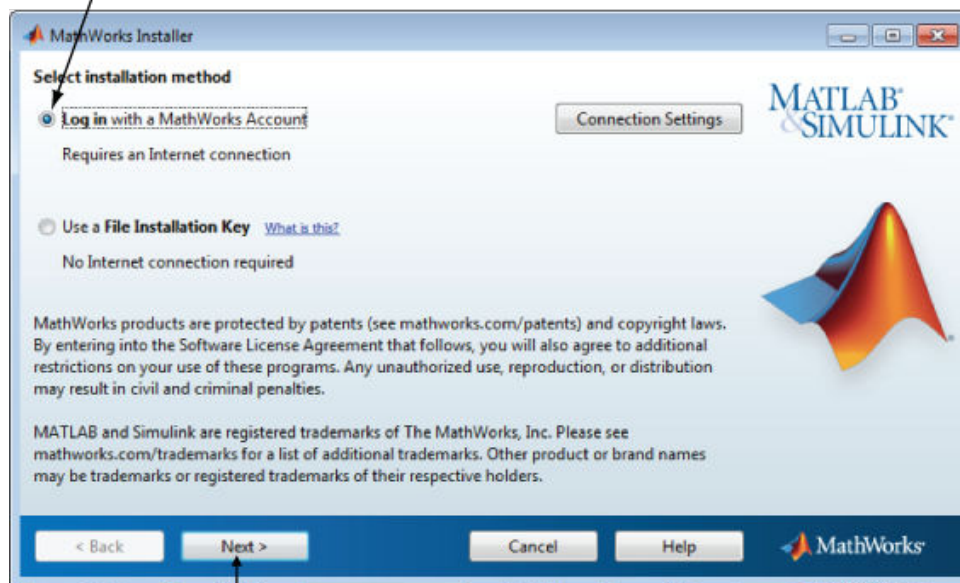 MathWorks Installer
Select installation method
Log in with a MathWorks Account
Connection Settings
MATLAB®
&SIMULINK®
Requires an Internet connection
Use a File Installation Key What is this?
No Internet connection required
MathWorks products are protected by patents (see mathworks.com/patents) and copyright laws.
By entering into the Software License Agreement that follows, you will also agree to additional
restrictions on your use of these programs. Any unauthorized use, reproduction, or distribution
may result in civil and criminal penalties.
MATLAB and Simulink are registered trademarks of The MathWorks, Inc. Please see
mathworks.com/trademarks for a list of additional trademarks. Other product or brand names
may be trademarks or registered trademarks of their respective holders.
< Back
Next >
Cancel
Help
MathWorks®